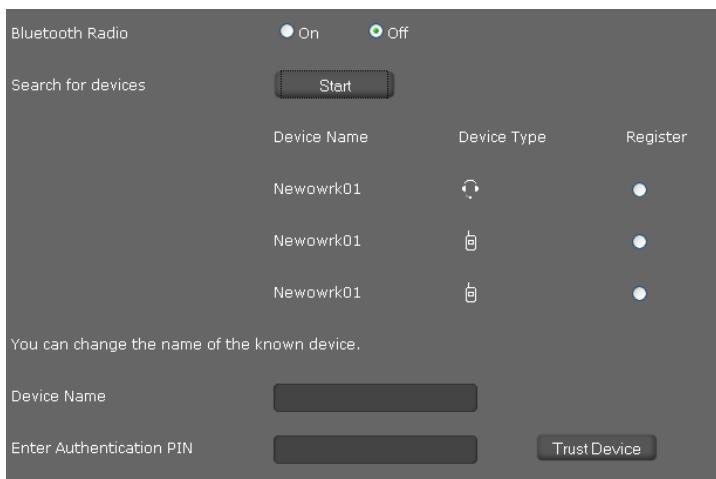 Bluetooth Radio On Off
Search for devices Start
Device Name Device Type Register
Newowrk01
Newowrk01
Newowrk01
You can change the name of the known device.
Device Name
Enter Authentication PIN Trust Device